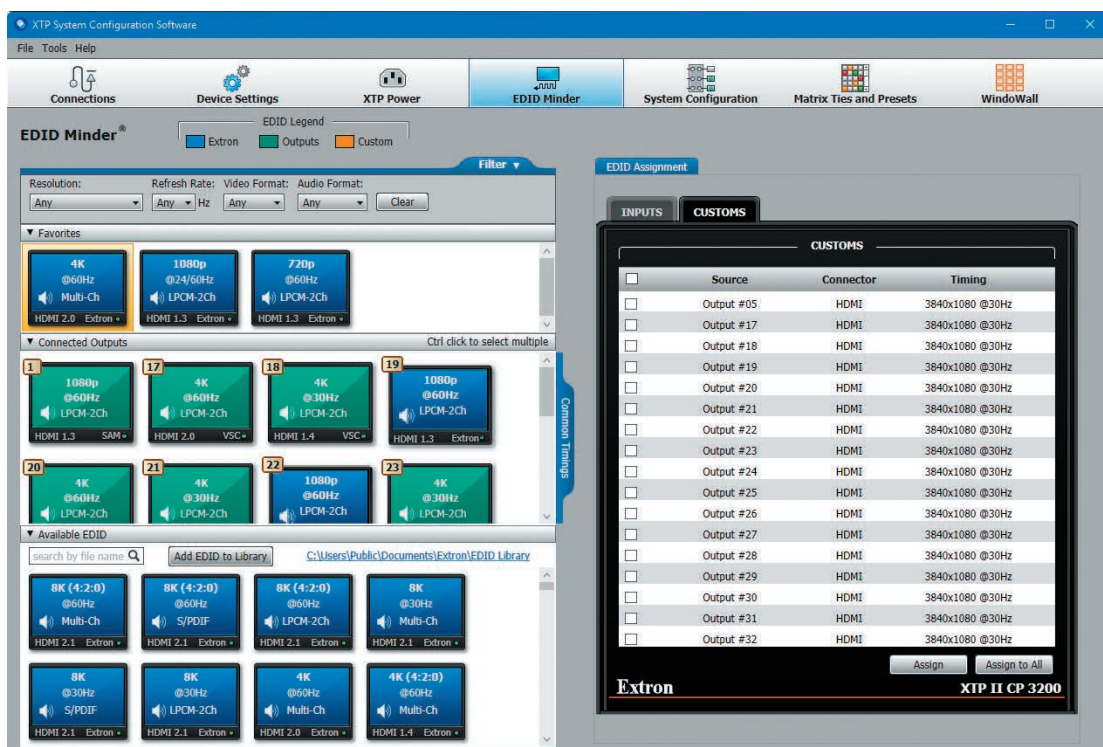 XTP System Configuration Software
File Tools Help
Connections
Device Settings
XTP Power
EDID Minder
System Configuration
Matrix Ties and Presets
WindoWall
EDID Minder®
EDID Legend
Extron
Outputs
Custom
Filter ▼
Resolution:
Refresh Rate:
Video Format:
Audio Format:
Any
Any
Hz
Any
Any
Clear
▼ Favorites
4K
@60Hz
Multi-Ch
HDMI 2.0 Extron
1080p
@24/60Hz
LPCM-2Ch
HDMI 1.3 Extron
720p
@60Hz
LPCM-2Ch
HDMI 1.3 Extron
▼ Connected Outputs
Ctrl click to select multiple
1
1080p
@60Hz
LPCM-2Ch
HDMI 1.3 SAM
17
4K
@60Hz
LPCM-2Ch
HDMI 2.0 VSC
18
4K
@30Hz
LPCM-2Ch
HDMI 1.4 VSC
19
1080p
@60Hz
LPCM-2Ch
HDMI 1.3 Extron
20
4K
@60Hz
LPCM-2Ch
21
4K
@30Hz
LPCM-2Ch
22
1080p
@60Hz
LPCM-2Ch
23
4K
@30Hz
LPCM-2Ch
Common Timings
▼ Available EDID
search by file name
Add EDID to Library
C:\Users\Public\Documents\Extron\EDID Library
8K (4:2:0)
@60Hz
Multi-Ch
HDMI 2.1 Extron
8K (4:2:0)
@60Hz
S/PDIF
HDMI 2.1 Extron
8K (4:2:0)
@60Hz
LPCM-2Ch
HDMI 2.1 Extron
8K
@30Hz
Multi-Ch
HDMI 2.1 Extron
8K
@30Hz
S/PDIF
HDMI 2.1 Extron
8K
@30Hz
LPCM-2Ch
HDMI 2.1 Extron
4K
@60Hz
Multi-Ch
HDMI 2.0 Extron
4K (4:2:0)
@60Hz
Multi-Ch
HDMI 1.4 Extron
EDID Assignment
INPUTS
CUSTOMS
CUSTOMS
Source Connector Timing
Output #05 HDMI 3840x1080 @30Hz
Output #17 HDMI 3840x1080 @30Hz
Output #18 HDMI 3840x1080 @30Hz
Output #19 HDMI 3840x1080 @30Hz
Output #20 HDMI 3840x1080 @30Hz
Output #21 HDMI 3840x1080 @30Hz
Output #22 HDMI 3840x1080 @30Hz
Output #23 HDMI 3840x1080 @30Hz
Output #24 HDMI 3840x1080 @30Hz
Output #25 HDMI 3840x1080 @30Hz
Output #26 HDMI 3840x1080 @30Hz
Output #27 HDMI 3840x1080 @30Hz
Output #28 HDMI 3840x1080 @30Hz
Output #29 HDMI 3840x1080 @30Hz
Output #30 HDMI 3840x1080 @30Hz
Output #31 HDMI 3840x1080 @30Hz
Output #32 HDMI 3840x1080 @30Hz
Assign
Assign to All
Extron
XTP II CP 3200